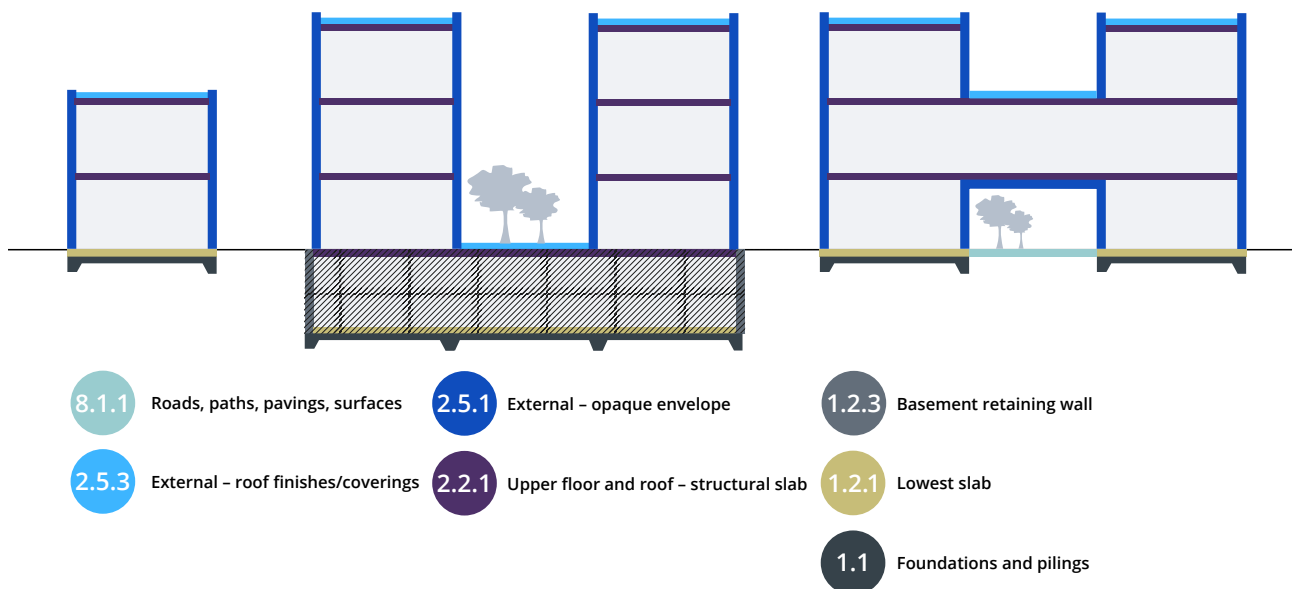 8.1.1 Roads, paths, pavings, surfaces
2.5.3 External – roof finishes/coverings
2.5.1 External – opaque envelope
2.2.1 Upper floor and roof – structural slab
1.2.3 Basement retaining wall
1.2.1 Lowest slab
1.1 Foundations and pilings